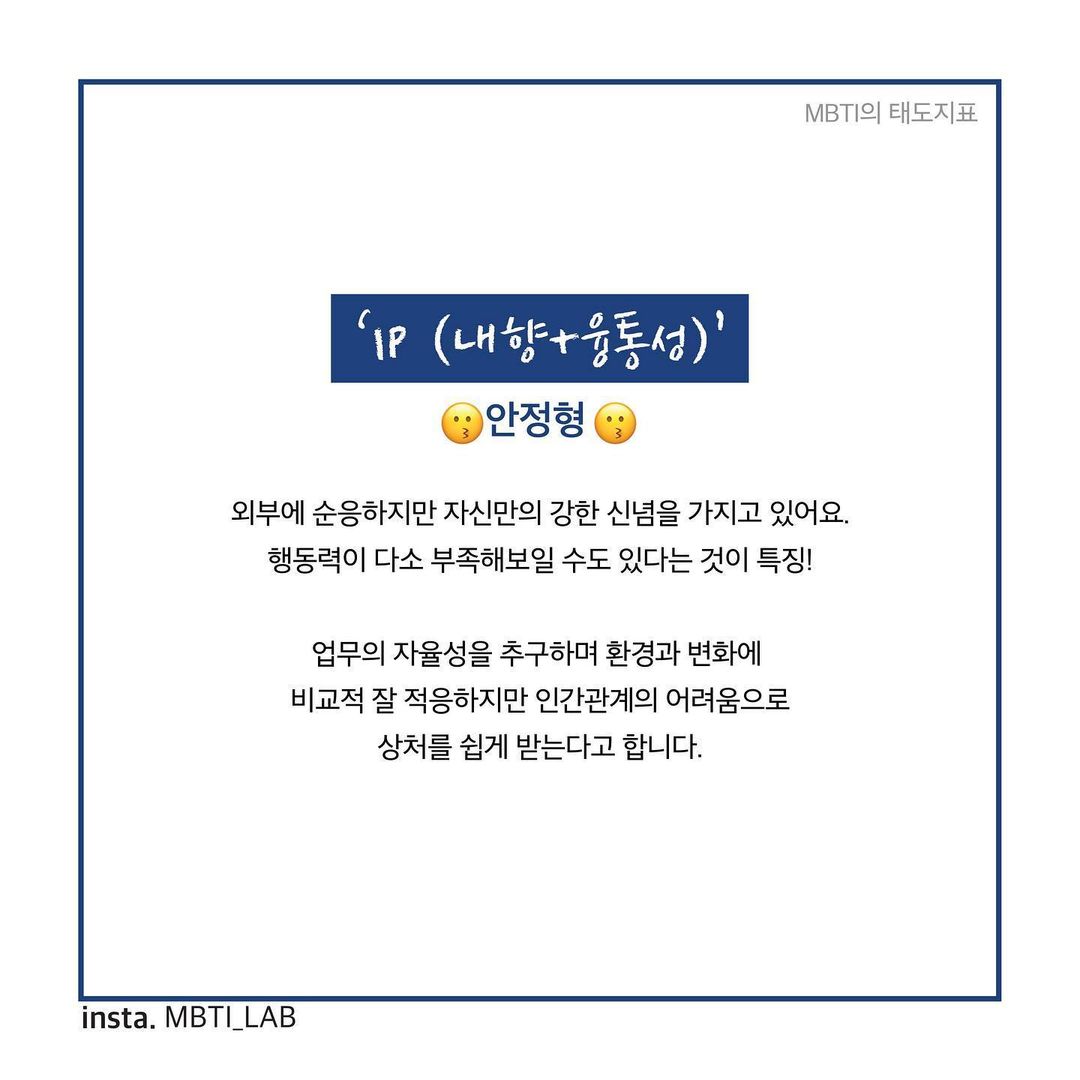 MBTI의 태도지표
‘IP (내향+융통성)’
😗안정형😗
외부에 순응하지만 자신만의 강한 신념을 가지고 있어요.
행동력이 다소 부족해보일 수도 있다는 것이 특징!
업무의 자율성을 추구하며 환경과 변화에
비교적 잘 적응하지만 인간관계의 어려움으로
상처를 쉽게 받는다고 합니다.
insta. MBTI_LAB